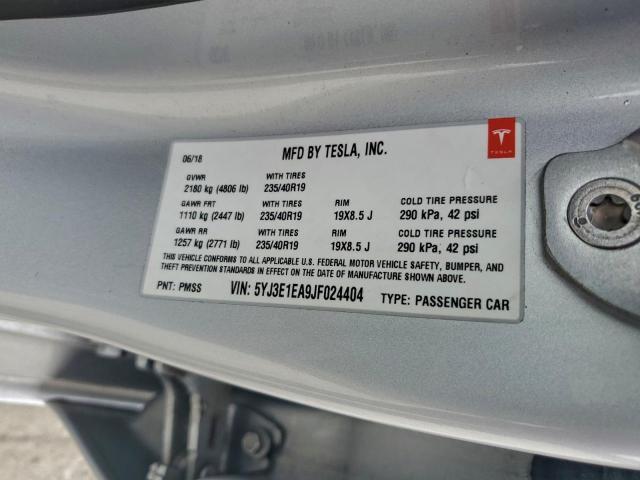 06/18 MFD BY TESLA, INC.
TESLA
GVWR WITH TIRES
2180 kg (4806 lb) 235/40R19
GAWR FRT WITH TIRES RIM COLD TIRE PRESSURE
1110 kg (2447 lb) 235/40R19 19X8.5 J 290 kPa, 42 psi
GAWR RR WITH TIRES RIM COLD TIRE PRESSURE
1257 kg (2771 lb) 235/40R19 19X8.5 J 290 kPa, 42 psi
THIS VEHICLE CONFORMS TO ALL APPLICABLE U.S. FEDERAL MOTOR VEHICLE SAFETY, BUMPER, AND
THEFT PREVENTION STANDARDS IN EFFECT ON THE DATE OF MANUFACTURE SHOWN ABOVE.
PNT: PMSS VIN: 5YJ3E1EA9JF024404 TYPE: PASSENGER CAR